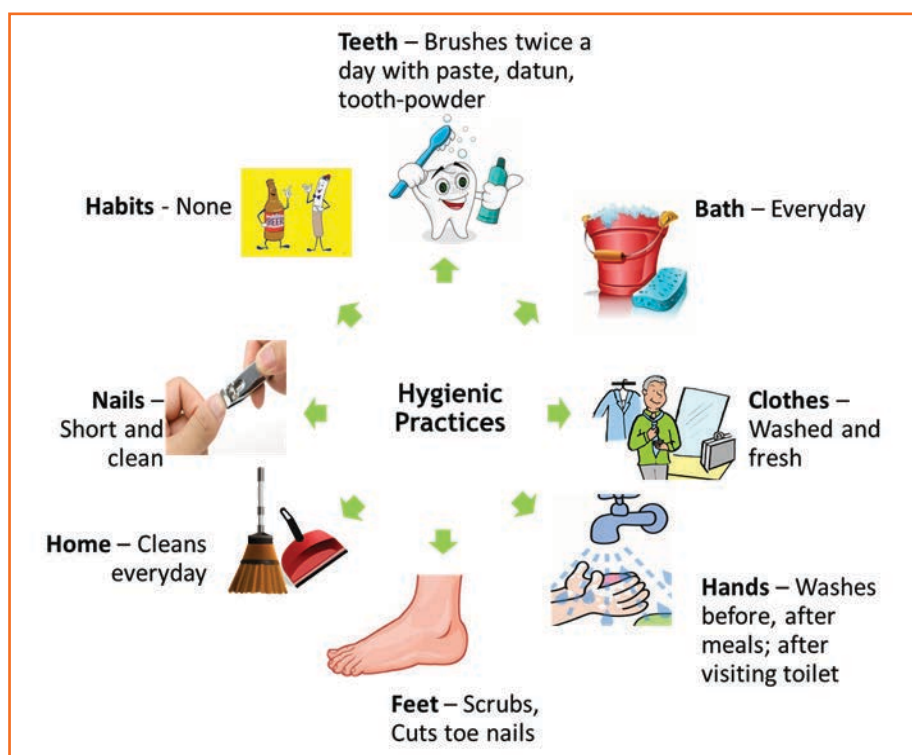 Teeth – Brushes twice a
day with paste, datun,
tooth-powder
Habits - None
BEER
Bath – Everyday
Nails –
Short and
clean
Hygienic
Practices
Clothes –
Washed and
fresh
Home – Cleans
everyday
Hands – Washes
before, after
meals; after
visiting toilet
Feet – Scrubs,
Cuts toe nails